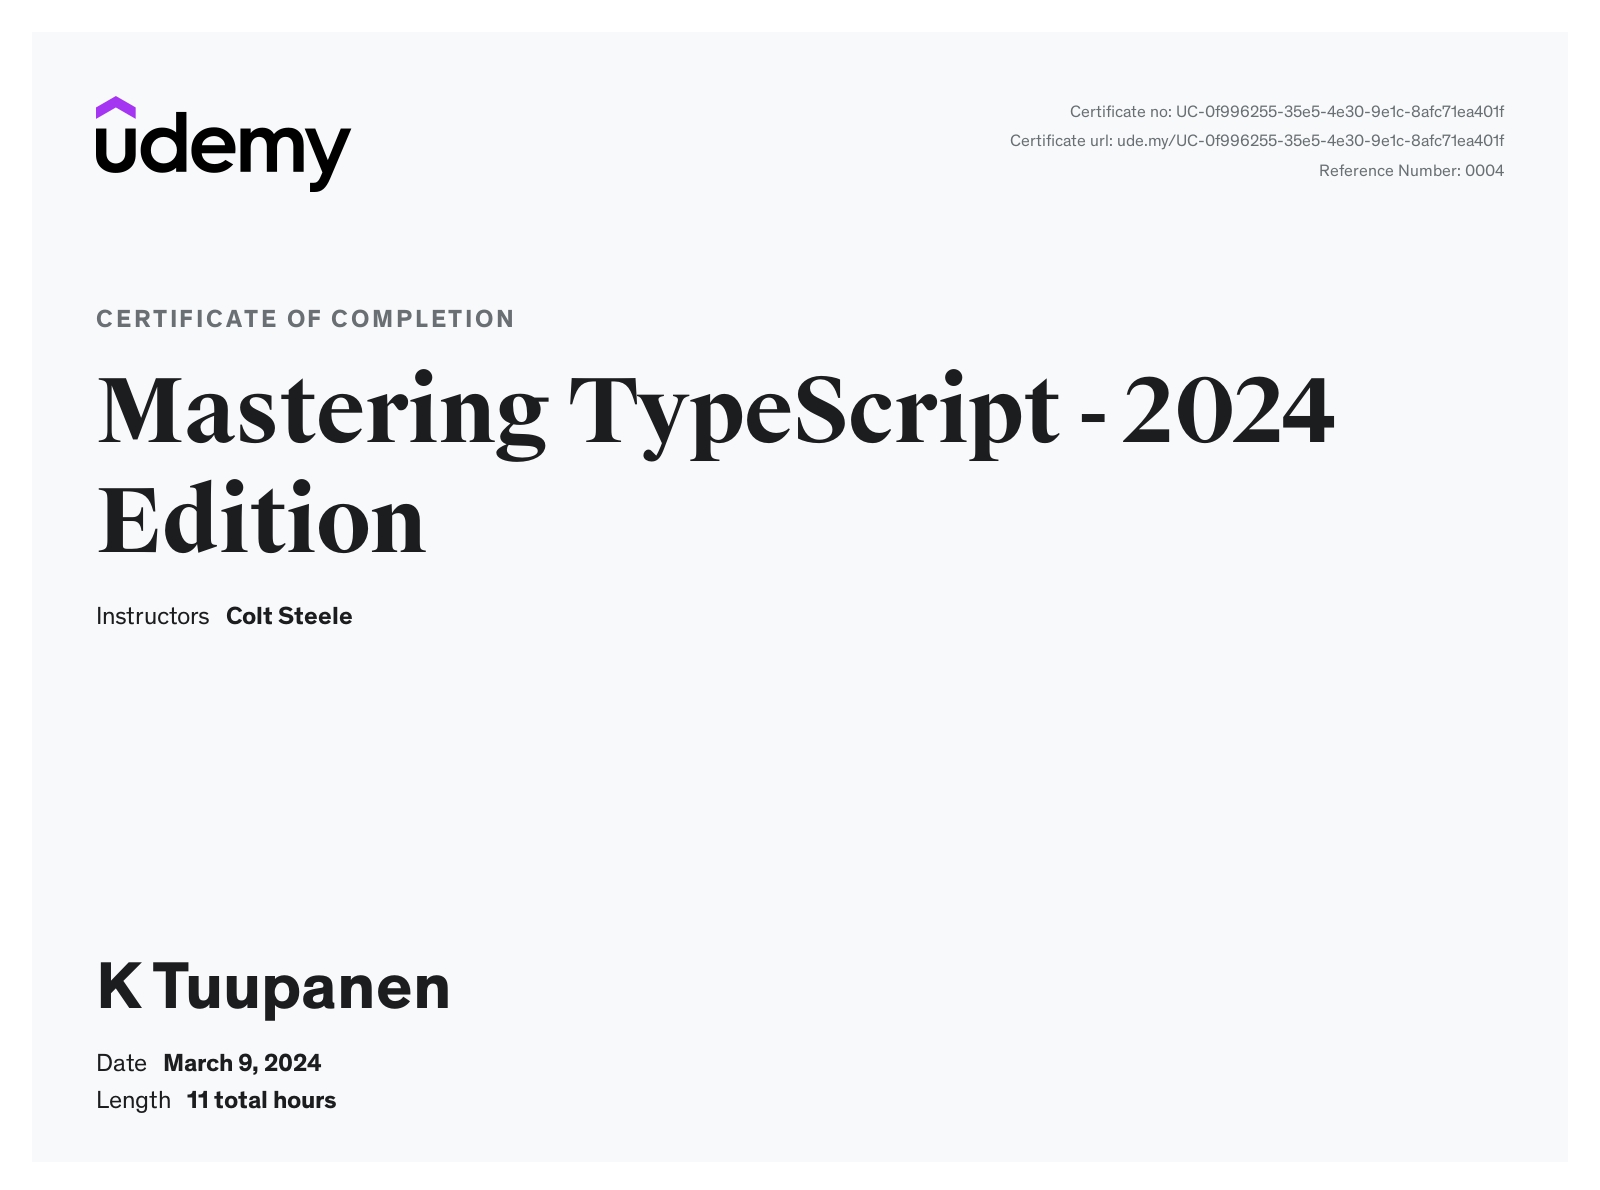 udemy
Certificate no: UC-0f996255-35e5-4e30-9e1c-8afc71ea401f
Certificate url: ude.my/UC-0f996255-35e5-4e30-9e1c-8afc71ea401f
Reference Number: 0004
CERTIFICATE OF COMPLETION
Mastering TypeScript - 2024
Edition
Instructors Colt Steele
K Tuupanen
Date March 9, 2024
Length 11 total hours